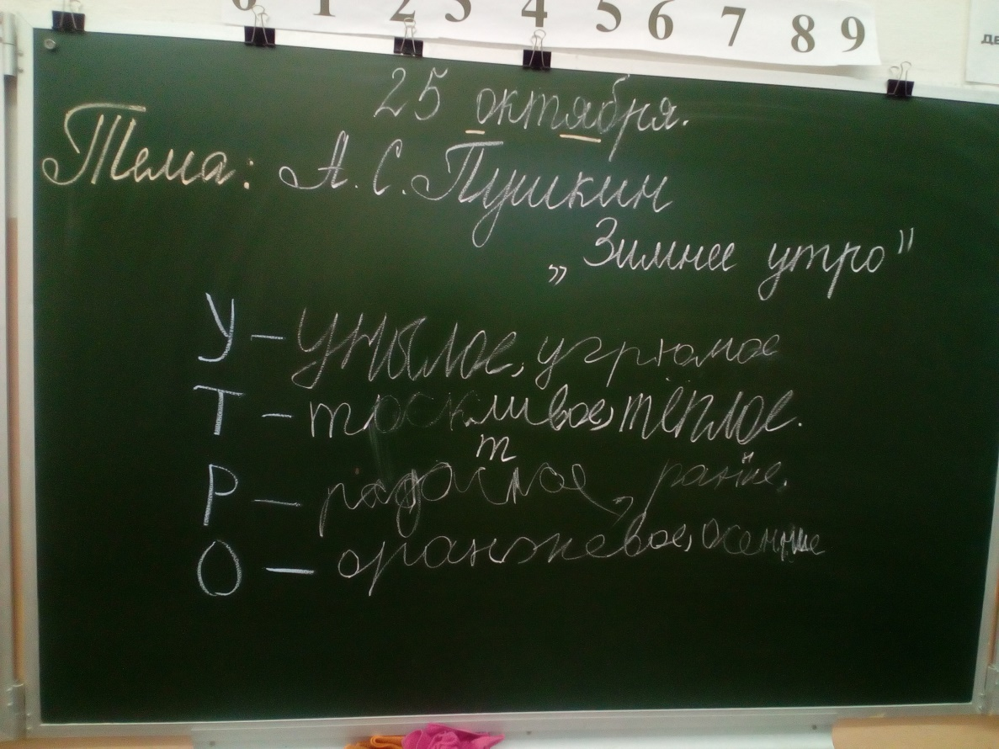 0 1 2 3 4 5 6 7 8 9
25 октября.
Тема: А. С. Пушкин
„Зимнее утро"
У – унылое, угрюмое
Т – тоскливое, тёплое.
Р – радостное, раннее.
О – оранжевое, осеннее